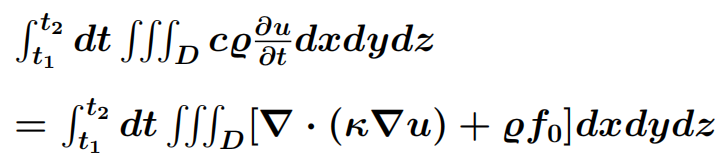 ∫_{t₁}^{t₂} dt ∭_D cϱ ∂u/∂t dxdydz
= ∫_{t₁}^{t₂} dt ∭_D [∇ · (κ∇u) + ϱf₀]dxdydz